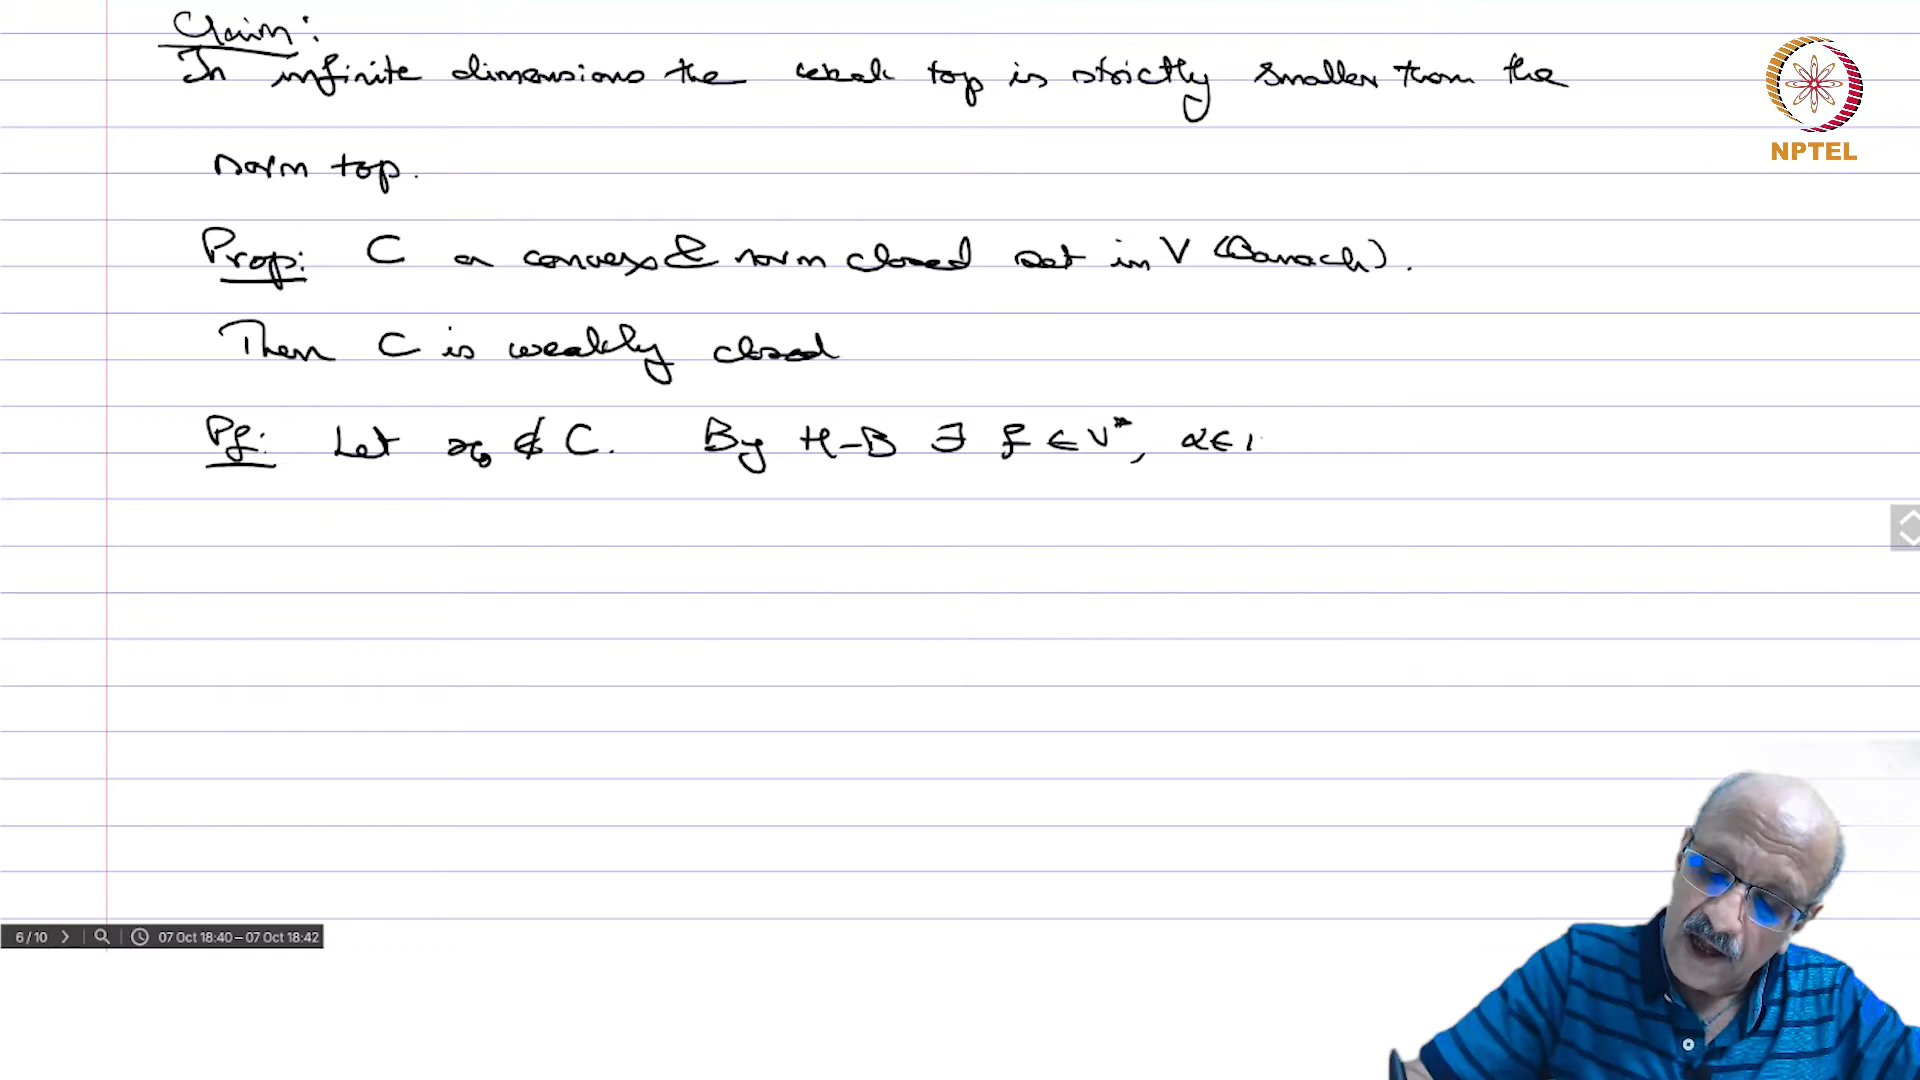 Claim:
In infinite dimensions the weak top is strictly smaller than the
norm top.
NPTEL
Prop: C a convex & norm closed set in V (Banach).
Then C is weakly closed
Pf: Let x₀ ∉ C. By H-B ∃ f ∈ V*, α ∈
6/10 07 Oct 18:40 – 07 Oct 18:42